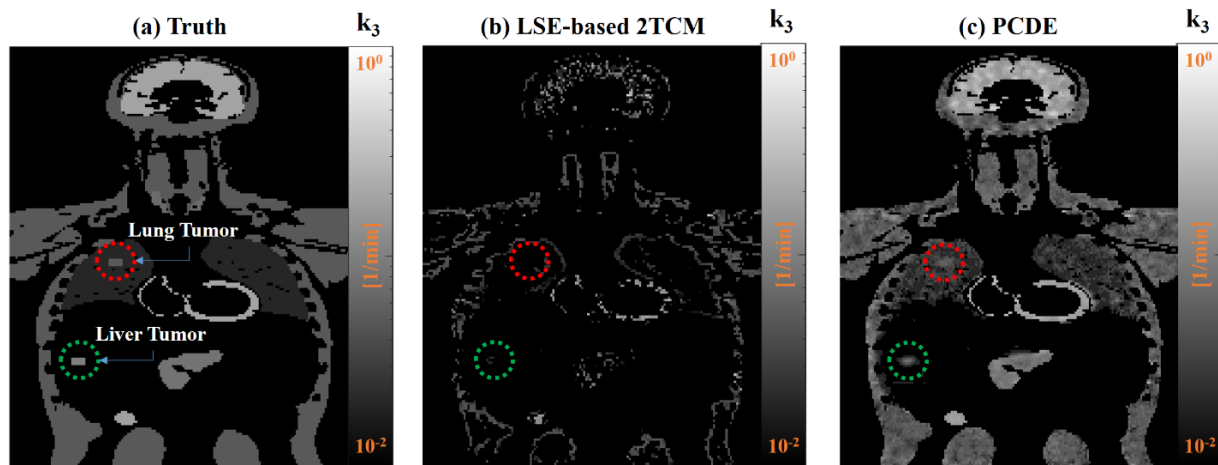 (a) Truth
k₃
10⁰
[1/min]
10⁻²
Lung Tumor
Liver Tumor
(b) LSE-based 2TCM
k₃
10⁰
[1/min]
10⁻²
(c) PCDE
k₃
10⁰
[1/min]
10⁻²